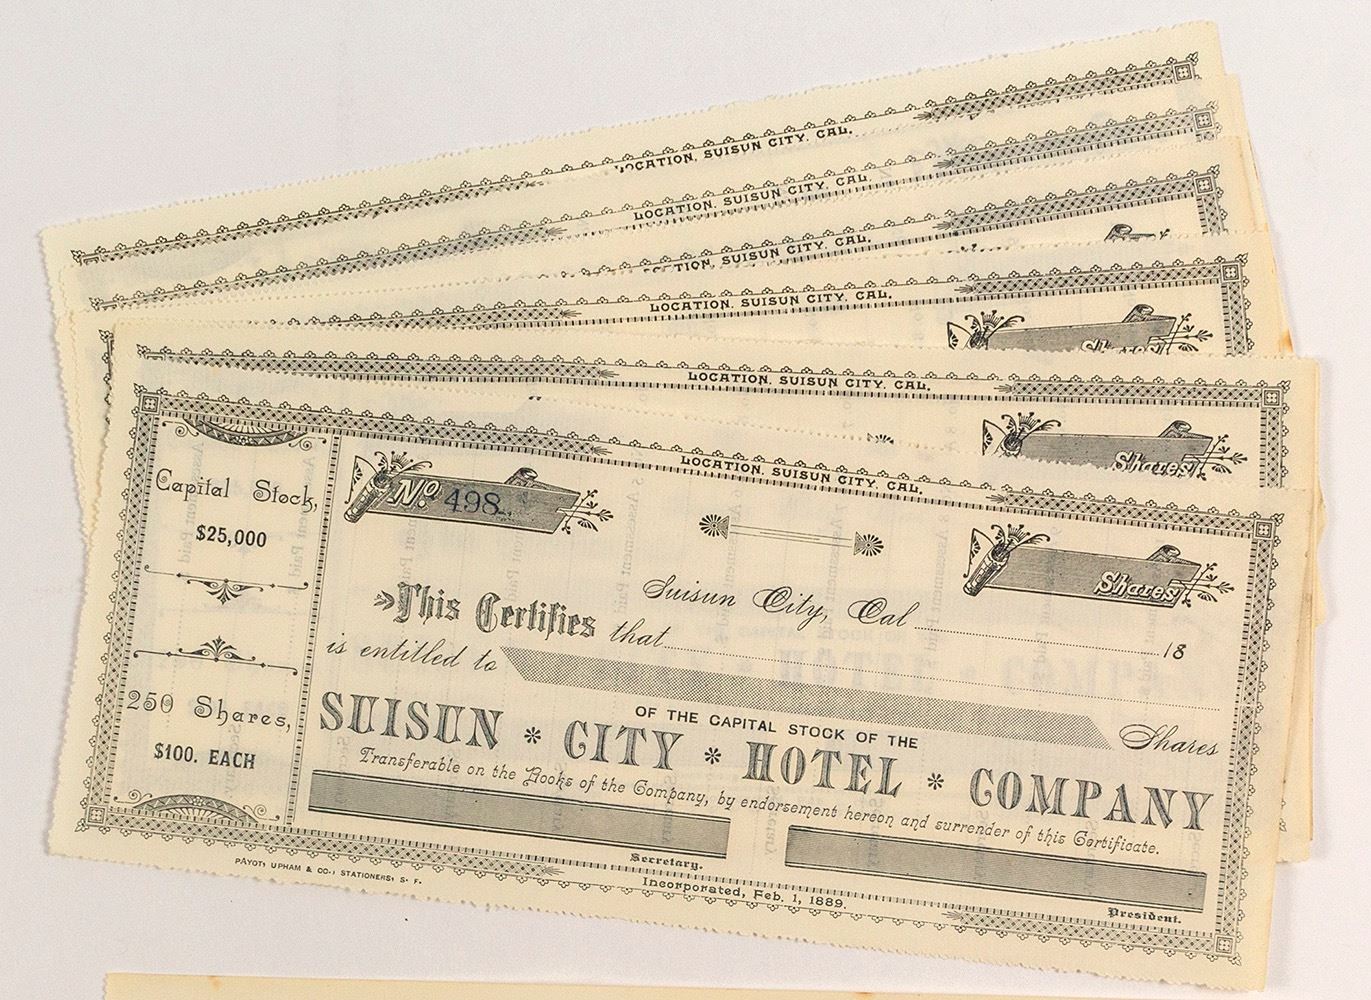 LOCATION, SUISUN CITY, CAL.
LOCATION, SUISUN CITY, CAL.
LOCATION, SUISUN CITY, CAL.
LOCATION, SUISUN CITY, CAL.
Shares
LOCATION, SUISUN CITY, CAL.
Shares
LOCATION, SUISUN CITY, CAL.
Capital Stock,
$25,000
250 Shares,
$100. EACH
No. 498
Shares
Suisun City, Cal 18
This Certifies that
is entitled to
Shares
OF THE CAPITAL STOCK OF THE
SUISUN * CITY * HOTEL * COMPANY
Transferable on the Books of the Company, by endorsement hereon and surrender of this Certificate.
Secretary.
President.
PAYOT, UPHAM & CO., STATIONERS, S. F.
Incorporated, Feb. 1, 1889.